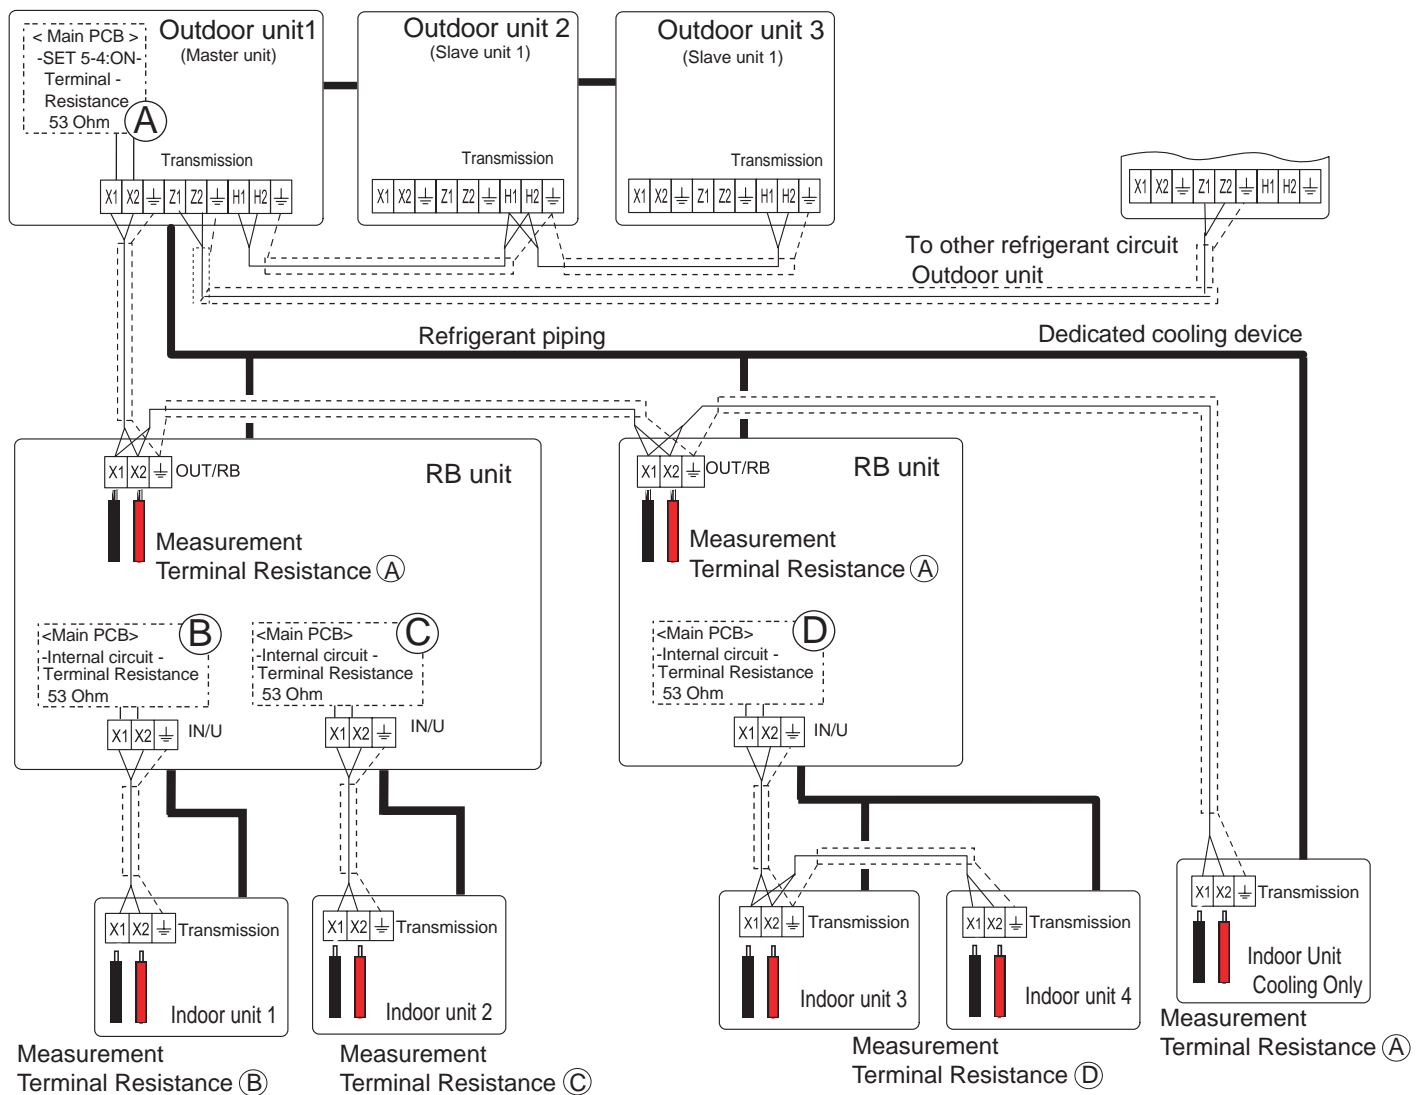 Outdoor unit1
(Master unit)
< Main PCB >
-SET 5-4:ON-
Terminal -
Resistance
53 Ohm
A
Transmission
X1 X2 Z1 Z2 H1 H2
Outdoor unit 2
(Slave unit 1)
Transmission
X1 X2 Z1 Z2 H1 H2
Outdoor unit 3
(Slave unit 1)
Transmission
X1 X2 Z1 Z2 H1 H2
X1 X2 Z1 Z2 H1 H2
To other refrigerant circuit
Outdoor unit
Refrigerant piping
Dedicated cooling device
X1 X2 OUT/RB
RB unit
Measurement
Terminal Resistance A
<Main PCB>
-Internal circuit -
Terminal Resistance
53 Ohm
B
X1 X2 IN/U
<Main PCB>
-Internal circuit -
Terminal Resistance
53 Ohm
C
X1 X2 IN/U
X1 X2 OUT/RB
RB unit
Measurement
Terminal Resistance A
<Main PCB>
-Internal circuit -
Terminal Resistance
53 Ohm
D
X1 X2 IN/U
X1 X2 Transmission
Indoor unit 1
Measurement
Terminal Resistance B
X1 X2 Transmission
Indoor unit 2
Measurement
Terminal Resistance C
X1 X2 Transmission
Indoor unit 3
X1 X2 Transmission
Indoor unit 4
Measurement
Terminal Resistance D
X1 X2 Transmission
Indoor Unit
Cooling Only
Measurement
Terminal Resistance A